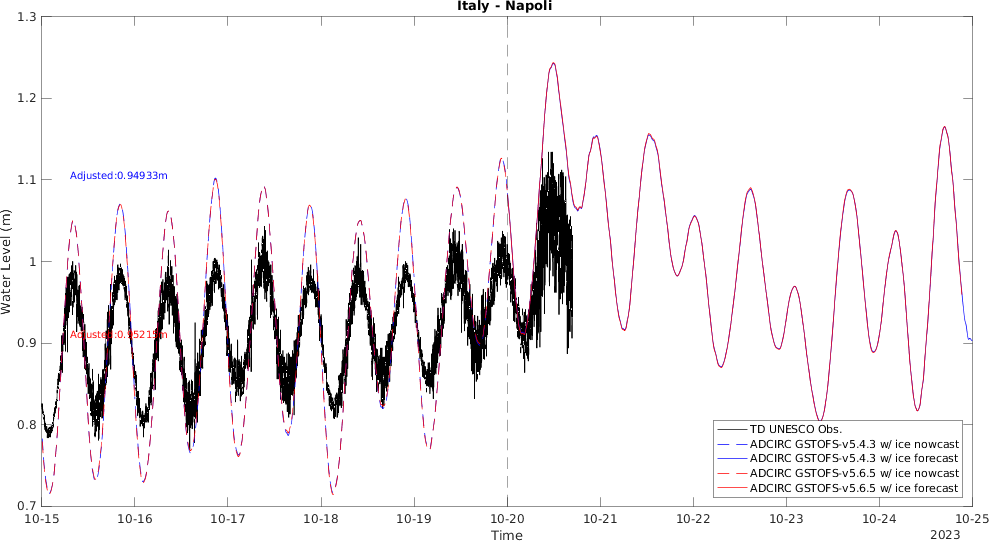 Italy - Napoli
Water Level (m)
1.3
1.2
1.1
1
0.9
0.8
0.7
Adjusted:0.94933m
Adjusted:0.95215m
TD UNESCO Obs.
ADCIRC GSTOFS-v5.4.3 w/ ice nowcast
ADCIRC GSTOFS-v5.4.3 w/ ice forecast
ADCIRC GSTOFS-v5.6.5 w/ ice nowcast
ADCIRC GSTOFS-v5.6.5 w/ ice forecast
10-15 10-16 10-17 10-18 10-19 10-20 10-21 10-22 10-23 10-24 10-25
Time
2023